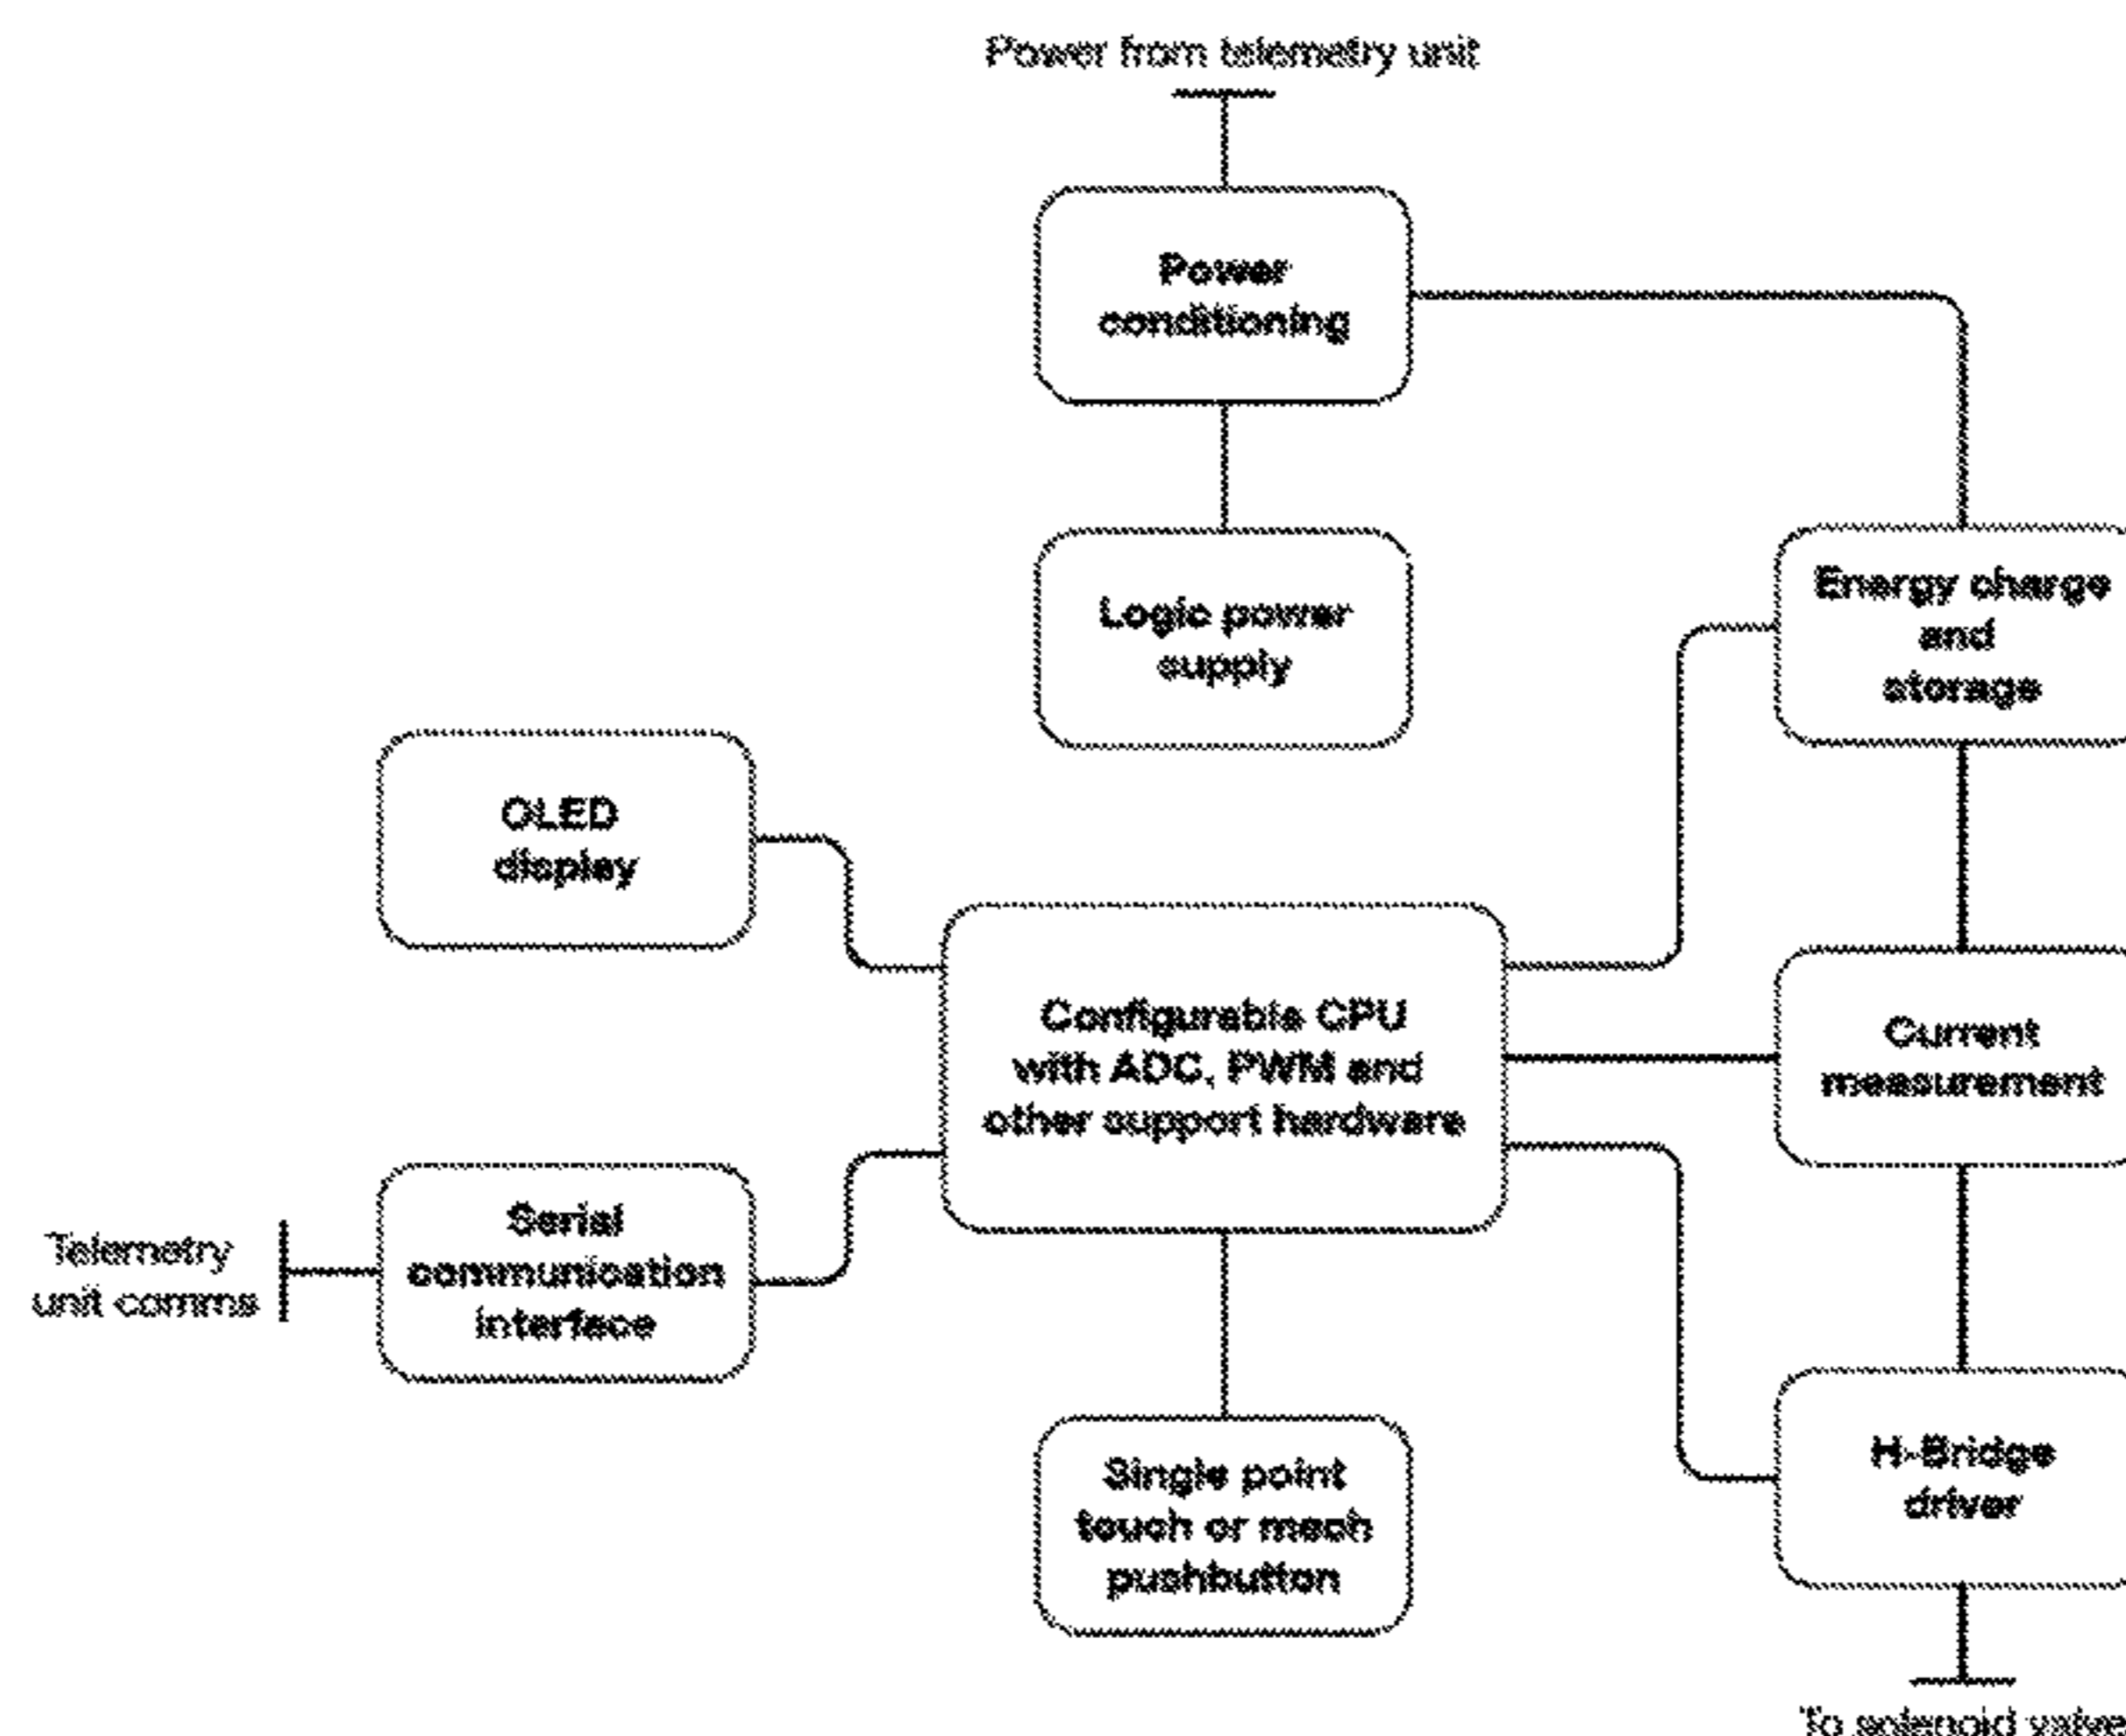 Power from telemetry unit
Power
conditioning
Logic power
supply
Energy charge
and
storage
OLED
display
Configurable CPU
with ADC, PWM and
other support hardware
Current
measurement
Telemetry
unit comms
Serial
communication
interface
Single point
touch or mech
pushbutton
H-Bridge
driver
To solenoid valve